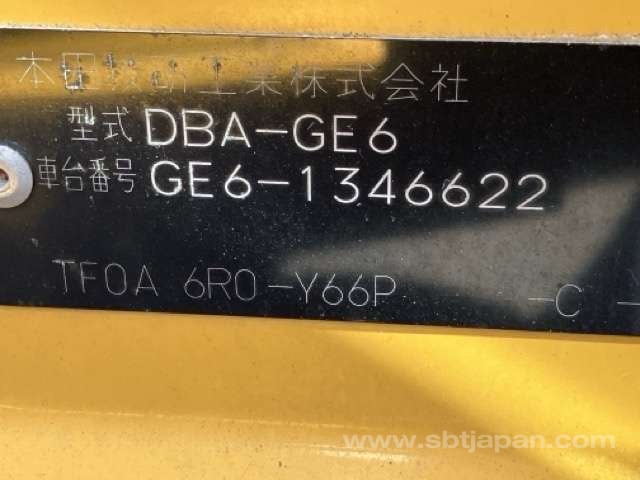 本田技研工業株式会社
型式 DBA-GE6
車台番号 GE6-1346622
TF0A 6R0-Y66P -C -
www.sbtjapan.com